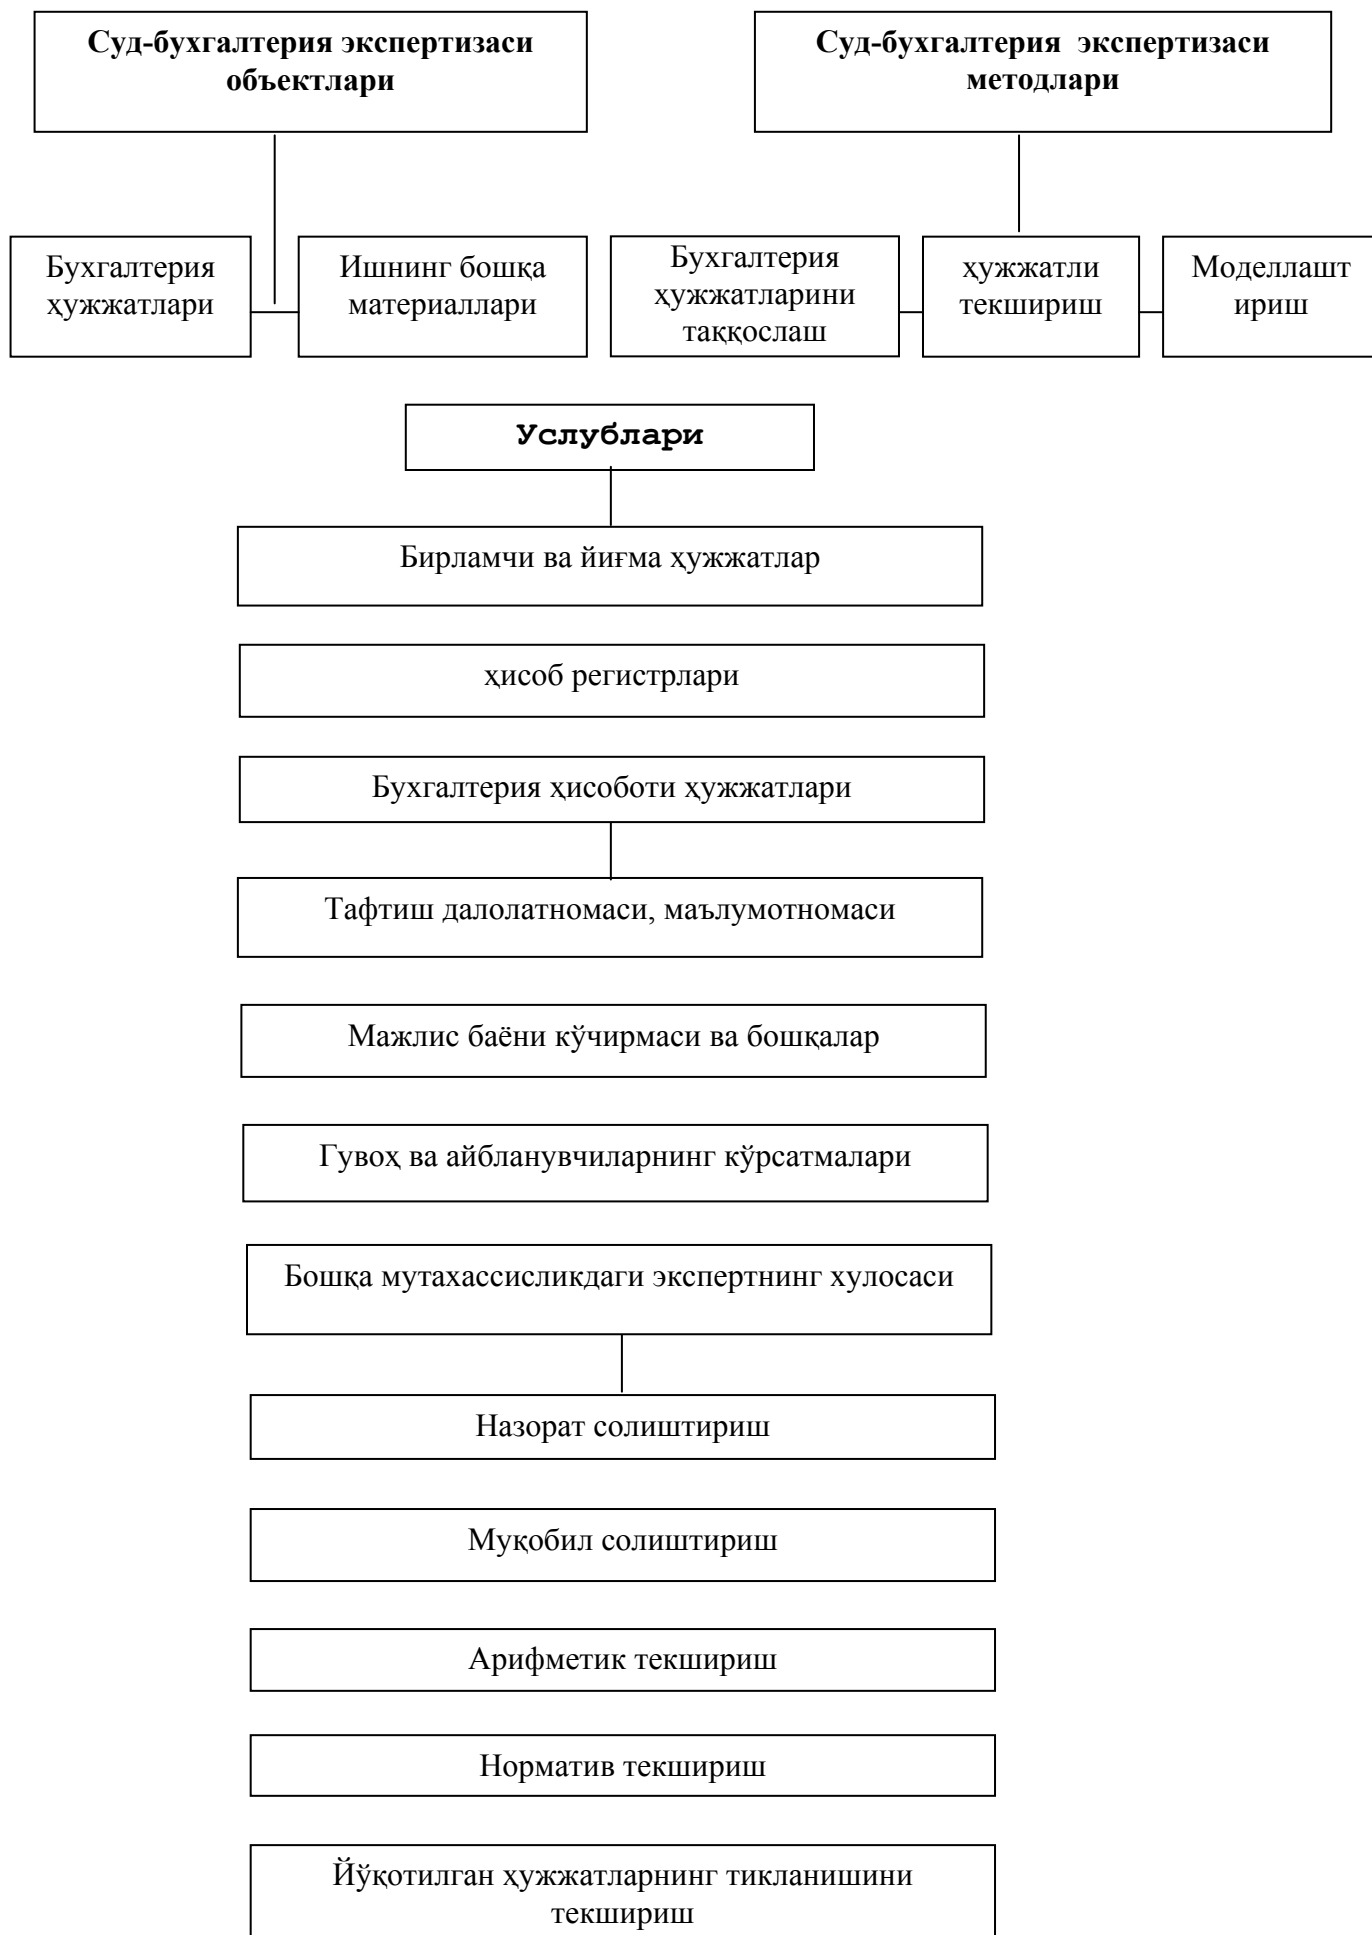 Суд-бухгалтерия экспертизаси
объектлари
Суд-бухгалтерия экспертизаси
методлари
Бухгалтерия
ҳужжатлари
Ишнинг бошқа
материаллари
Бухгалтерия
ҳужжатларини
таққослаш
ҳужжатли
текшириш
Моделлашт
ириш
Услублари
Бирламчи ва йиғма ҳужжатлар
ҳисоб регистрлари
Бухгалтерия ҳисоботи ҳужжатлари
Тафтиш далолатномаси, маълумотномаси
Мажлис баёни кўчирмаси ва бошқалар
Гувоҳ ва айбланувчиларнинг кўрсатмалари
Бошқа мутахассисликдаги экспертнинг хулосаси
Назорат солиштириш
Муқобил солиштириш
Арифметик текшириш
Норматив текшириш
Йўқотилган ҳужжатларнинг тикланишини
текшириш